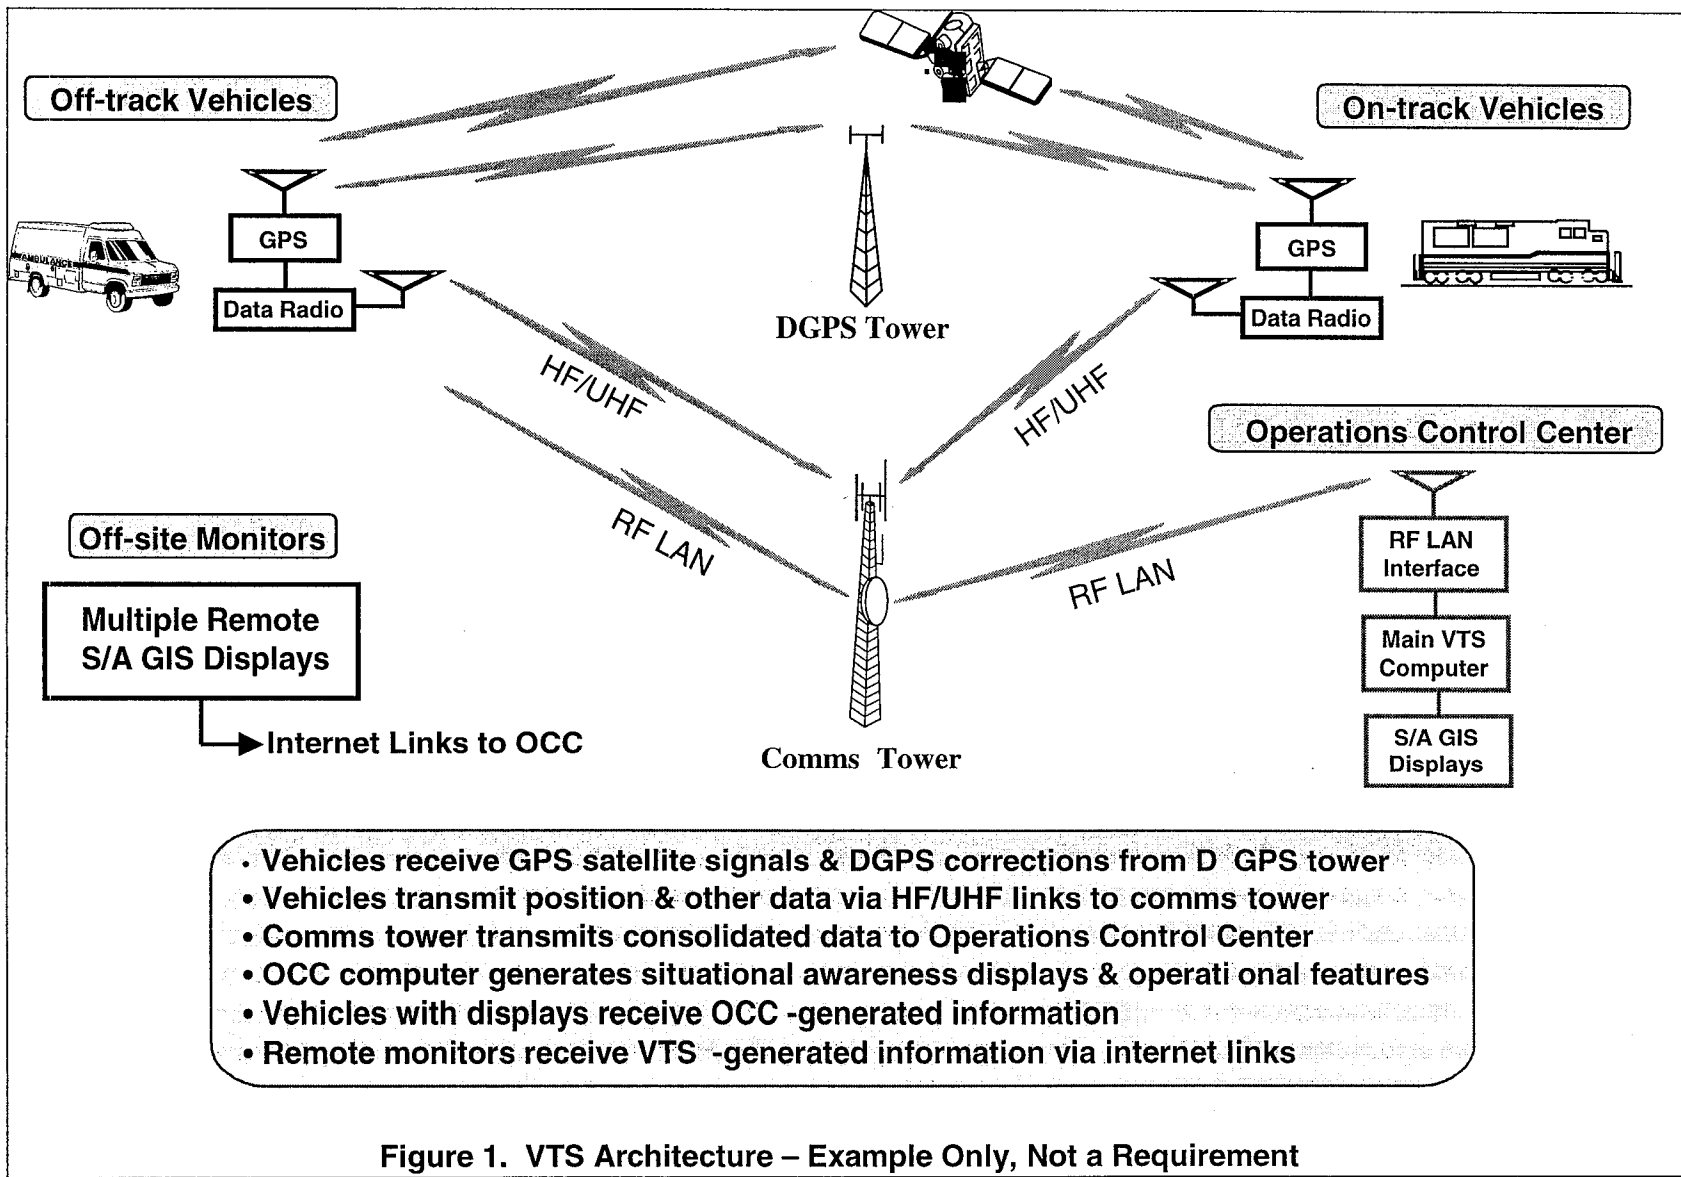 Off-track Vehicles
On-track Vehicles
AMBULANCE
GPS
Data Radio
DGPS Tower
GPS
Data Radio
HF/UHF
HF/UHF
Operations Control Center
RF LAN
RF LAN
Off-site Monitors
Multiple Remote
S/A GIS Displays
Internet Links to OCC
Comms Tower
RF LAN
Interface
Main VTS
Computer
S/A GIS
Displays
· Vehicles receive GPS satellite signals & DGPS corrections from D GPS tower
• Vehicles transmit position & other data via HF/UHF links to comms tower
• Comms tower transmits consolidated data to Operations Control Center
• OCC computer generates situational awareness displays & operati onal features
• Vehicles with displays receive OCC -generated information
• Remote monitors receive VTS -generated information via internet links
Figure 1. VTS Architecture – Example Only, Not a Requirement